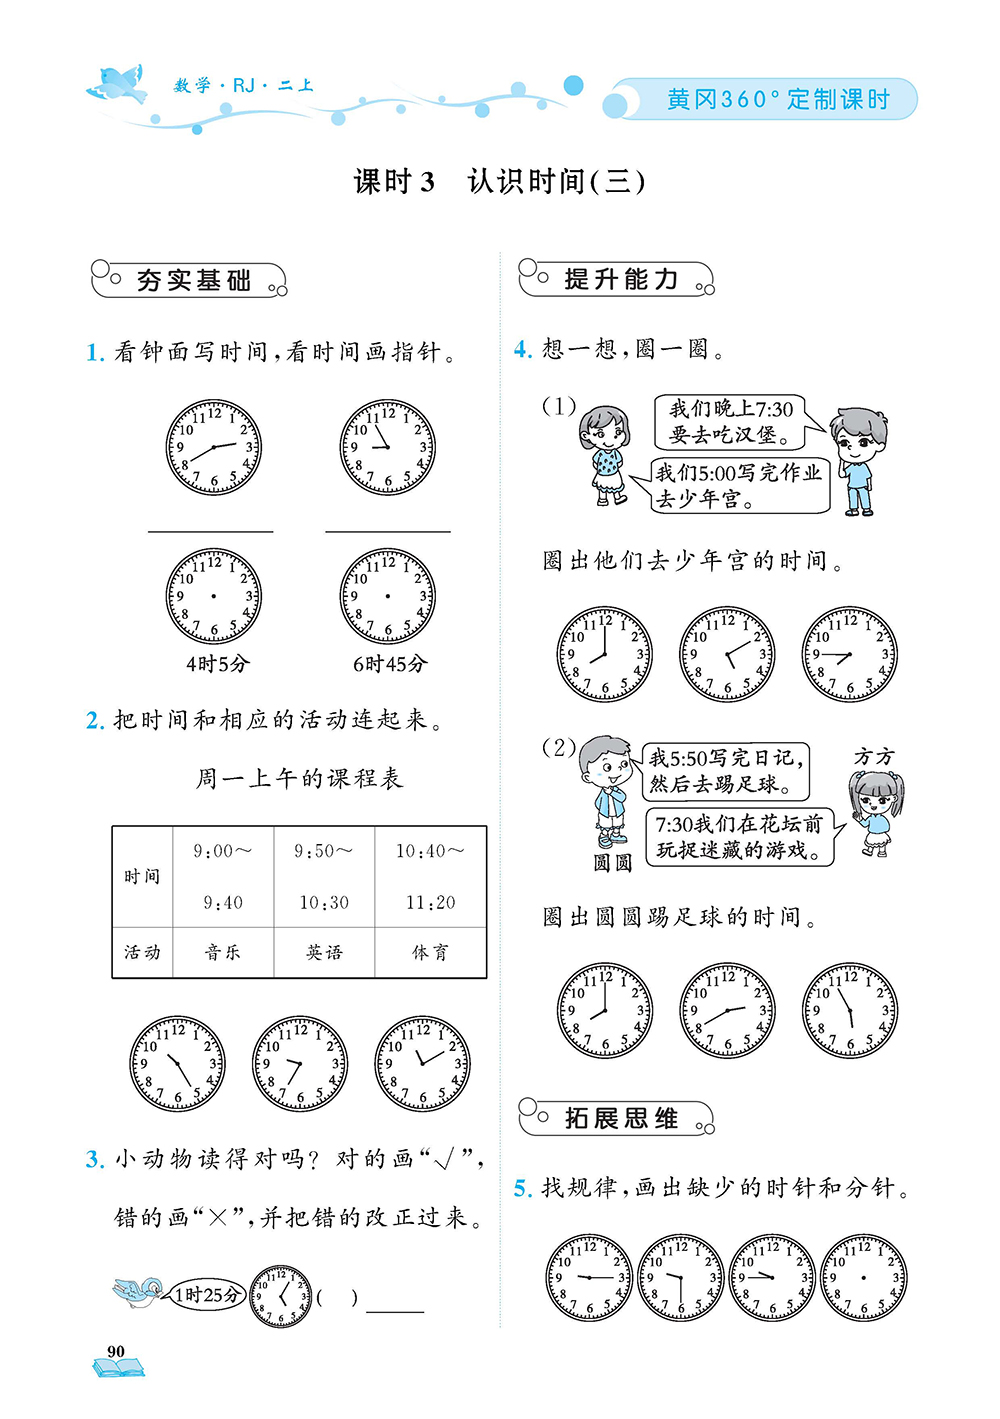 数学·RJ·二上
黄冈360°定制课时
课时3 认识时间(三)
夯实基础
1. 看钟面写时间,看时间画指针。
4时5分 6时45分
2. 把时间和相应的活动连起来。
周一上午的课程表
时间 9:00～9:40 9:50～10:30 10:40～11:20
活动 音乐 英语 体育
3. 小动物读得对吗?对的画“√”,
错的画“×”,并把错的改正过来。
1时25分 ( )
90
提升能力
4. 想一想,圈一圈。
(1)
我们晚上7:30
要去吃汉堡。
我们5:00写完作业
去少年宫。
圈出他们去少年宫的时间。
(2)
我5:50写完日记,
然后去踢足球。
方方
7:30我们在花坛前
玩捉迷藏的游戏。
圆圆
圈出圆圆踢足球的时间。
拓展思维
5. 找规律,画出缺少的时针和分针。